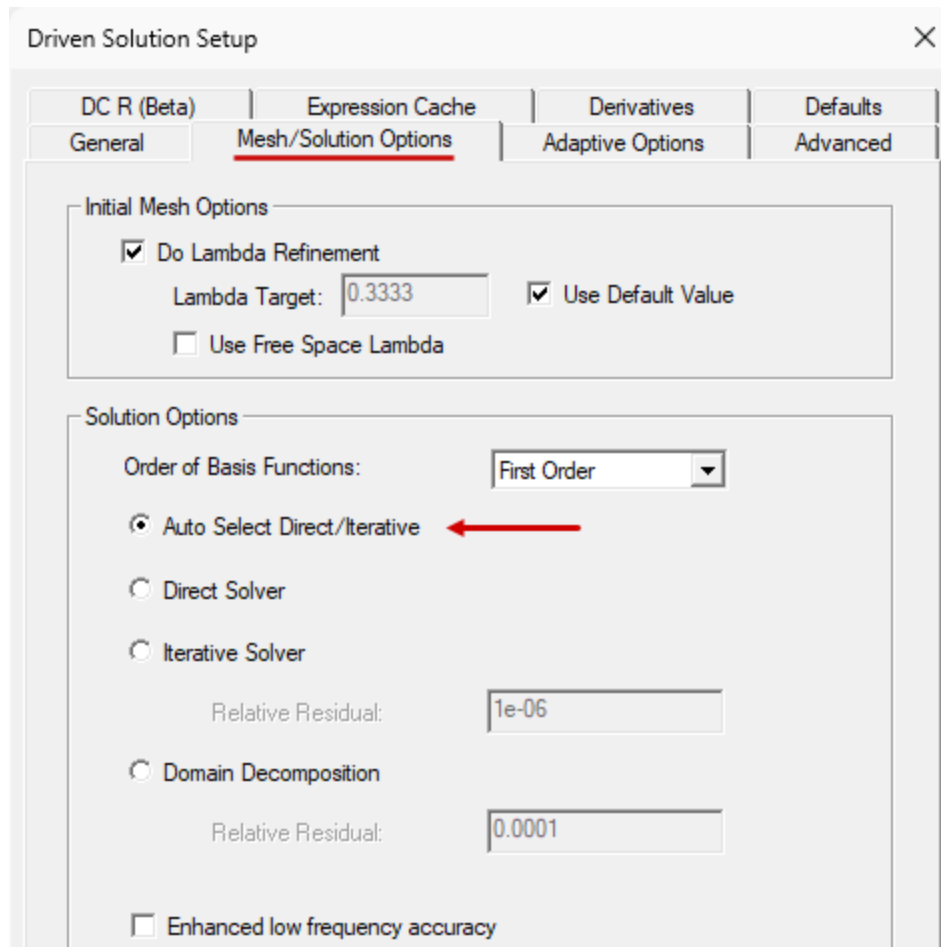 Driven Solution Setup
DC R (Beta) Expression Cache Derivatives Defaults
General Mesh/Solution Options Adaptive Options Advanced
Initial Mesh Options
Do Lambda Refinement
Lambda Target: 0.3333 Use Default Value
Use Free Space Lambda
Solution Options
Order of Basis Functions: First Order
Auto Select Direct/Iterative
Direct Solver
Iterative Solver
Relative Residual: 1e-06
Domain Decomposition
Relative Residual: 0.0001
Enhanced low frequency accuracy